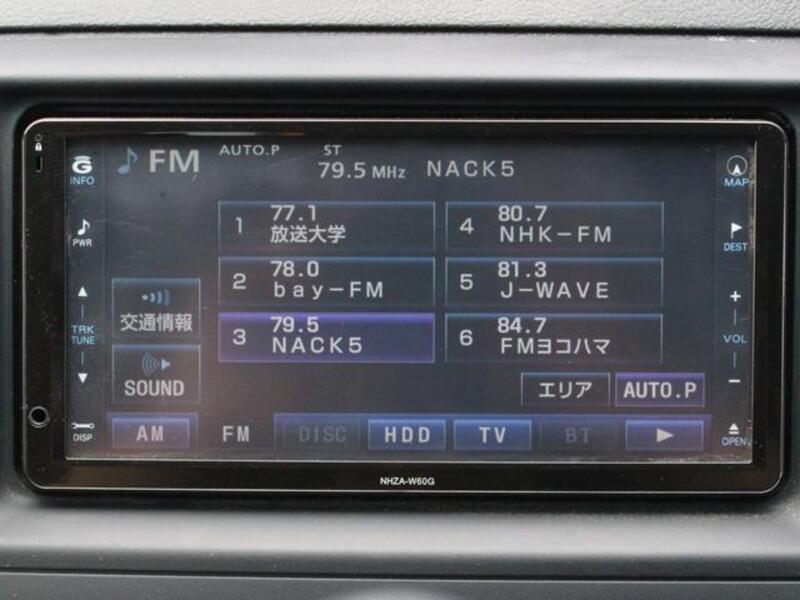 G
INFO
PWR
TRK
TUNE
DISP
FM AUTO.P ST
79.5 MHz NACK5
1 77.1
放送大学
2 78.0
bay-FM
3 79.5
NACK5
4 80.7
NHK-FM
5 81.3
J-WAVE
6 84.7
FMヨコハマ
交通情報
SOUND
エリア AUTO.P
AM FM DISC HDD TV BT
MAP
DEST
+
VOL
-
OPEN
NHZA-W60G